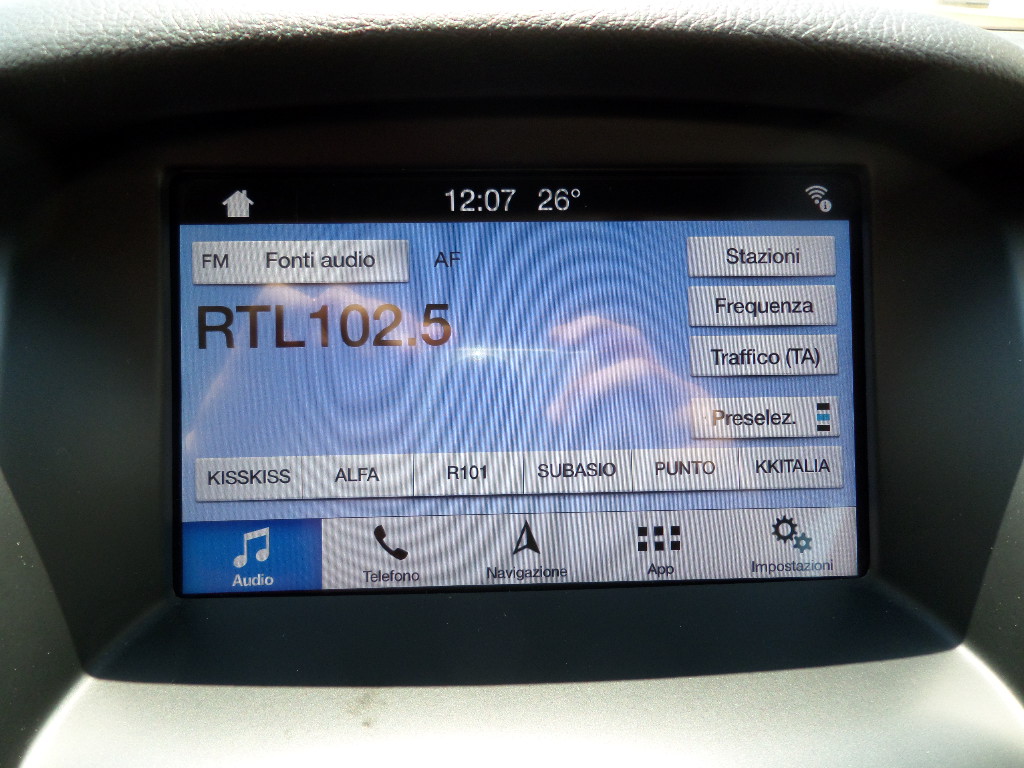 12:07 26°
FM Fonti audio AF
Stazioni
RTL102.5
Frequenza
Traffico (TA)
Preselez.
KISSKISS ALFA R101 SUBASIO PUNTO KKITALIA
Audio Telefono Navigazione App Impostazioni